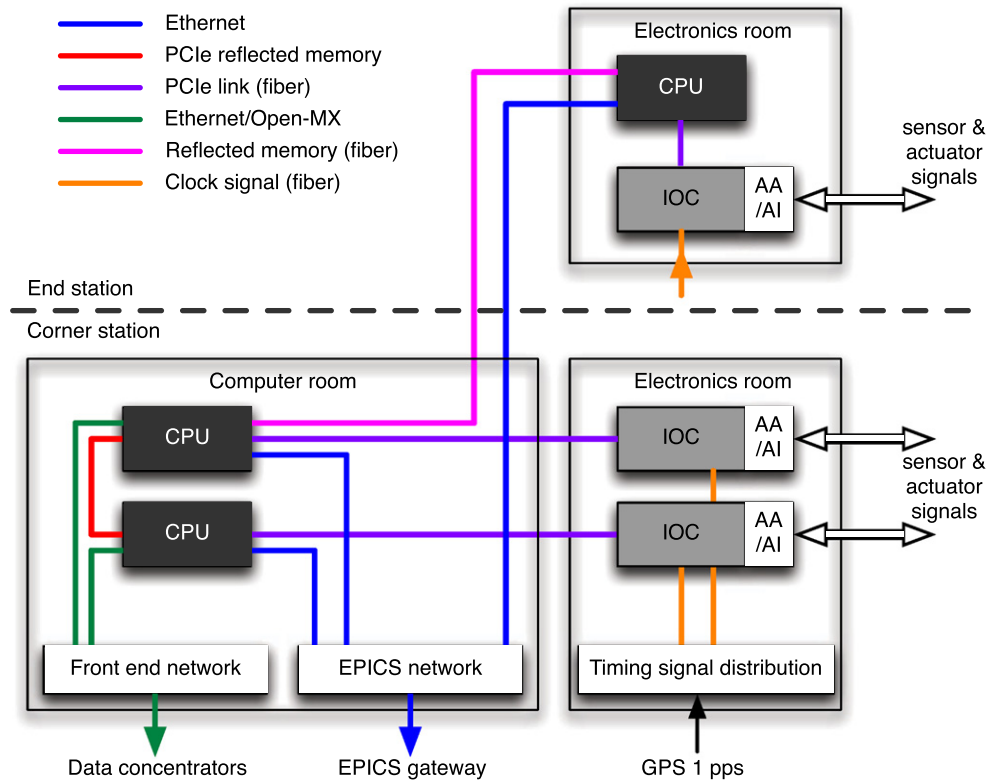 Ethernet
PCIe reflected memory
PCIe link (fiber)
Ethernet/Open-MX
Reflected memory (fiber)
Clock signal (fiber)
Electronics room
CPU
IOC
AA
/AI
sensor &
actuator
signals
End station
Corner station
Computer room
CPU
CPU
Front end network
EPICS network
Data concentrators
EPICS gateway
Electronics room
IOC
AA
/AI
IOC
AA
/AI
sensor &
actuator
signals
Timing signal distribution
GPS 1 pps